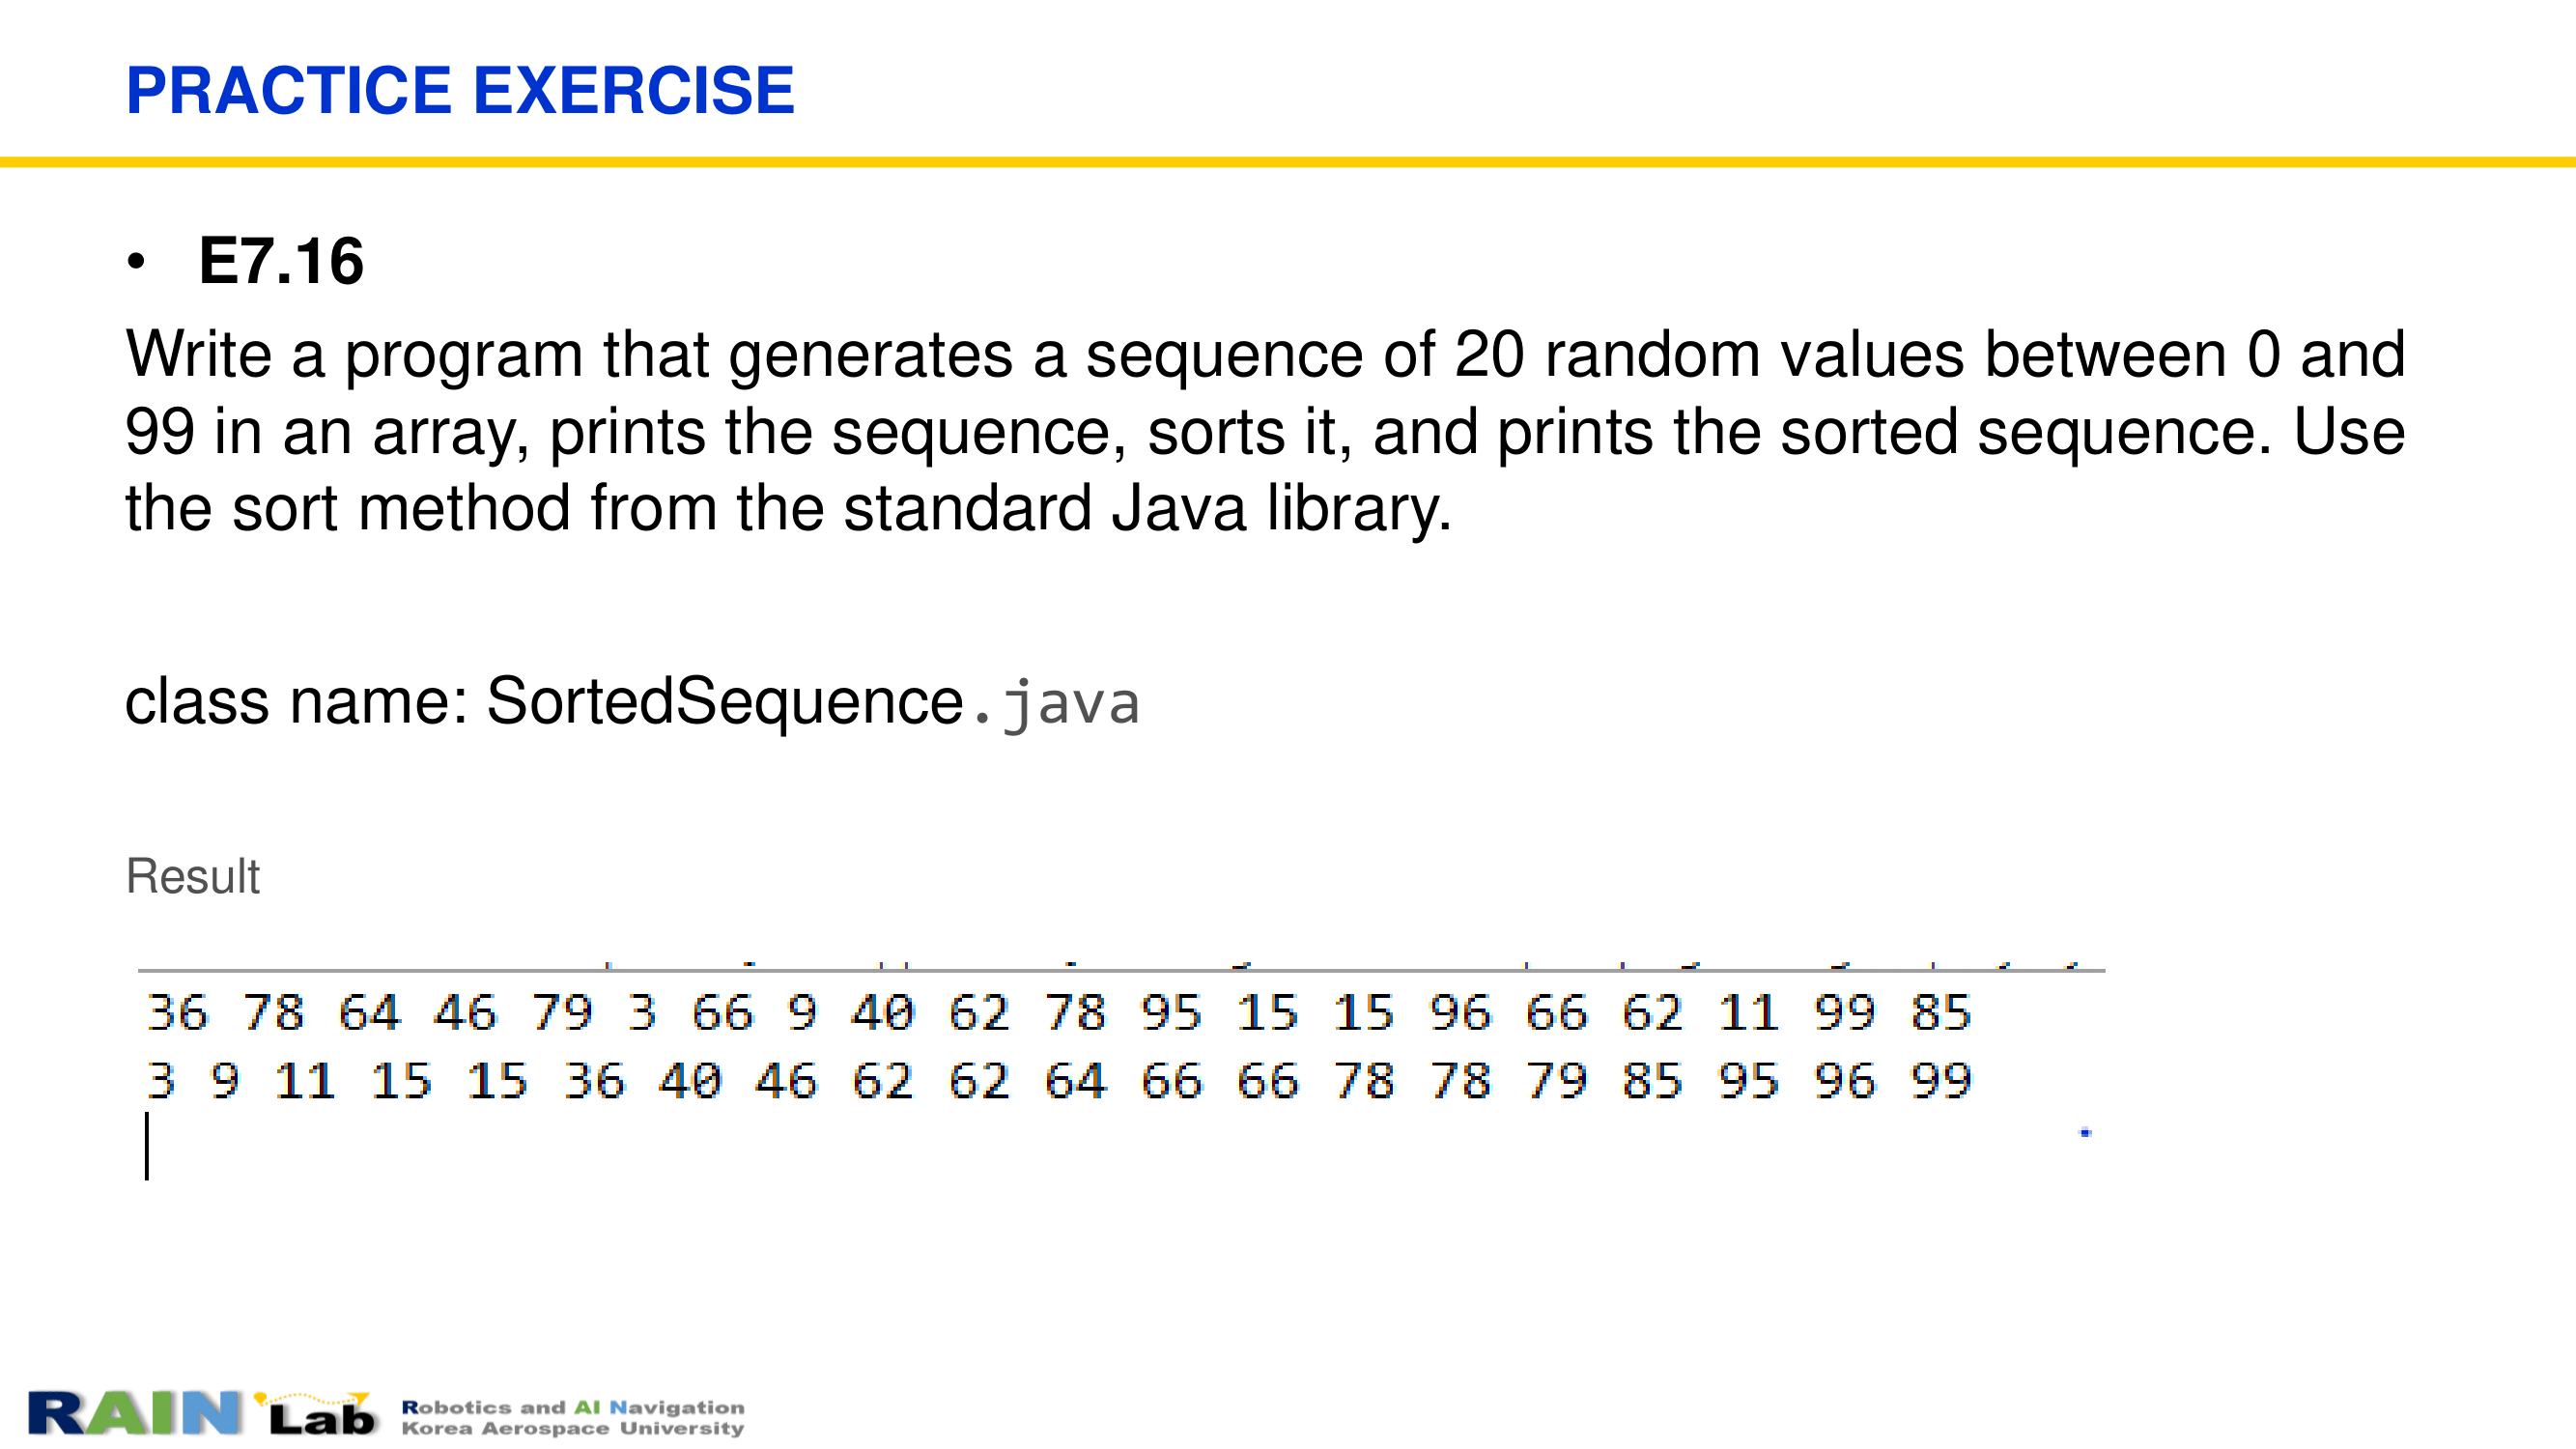 PRACTICE EXERCISE
• E7.16
Write a program that generates a sequence of 20 random values between 0 and
99 in an array, prints the sequence, sorts it, and prints the sorted sequence. Use
the sort method from the standard Java library.
class name: SortedSequence.java
Result
36 78 64 46 79 3 66 9 40 62 78 95 15 15 96 66 62 11 99 85
3 9 11 15 15 36 40 46 62 62 64 66 66 78 78 79 85 95 96 99
RAIN Lab
Robotics and AI Navigation
Korea Aerospace University